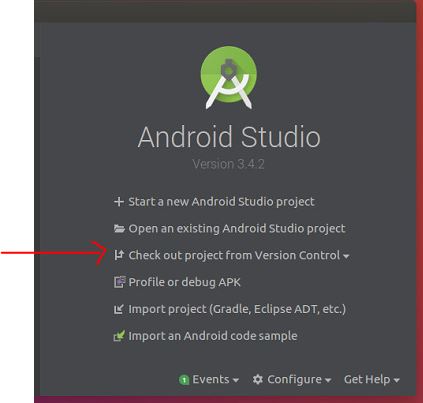 Android Studio
Version 3.4.2
Start a new Android Studio project
Open an existing Android Studio project
Check out project from Version Control
Profile or debug APK
Import project (Gradle, Eclipse ADT, etc.)
Import an Android code sample
1 Events Configure Get Help